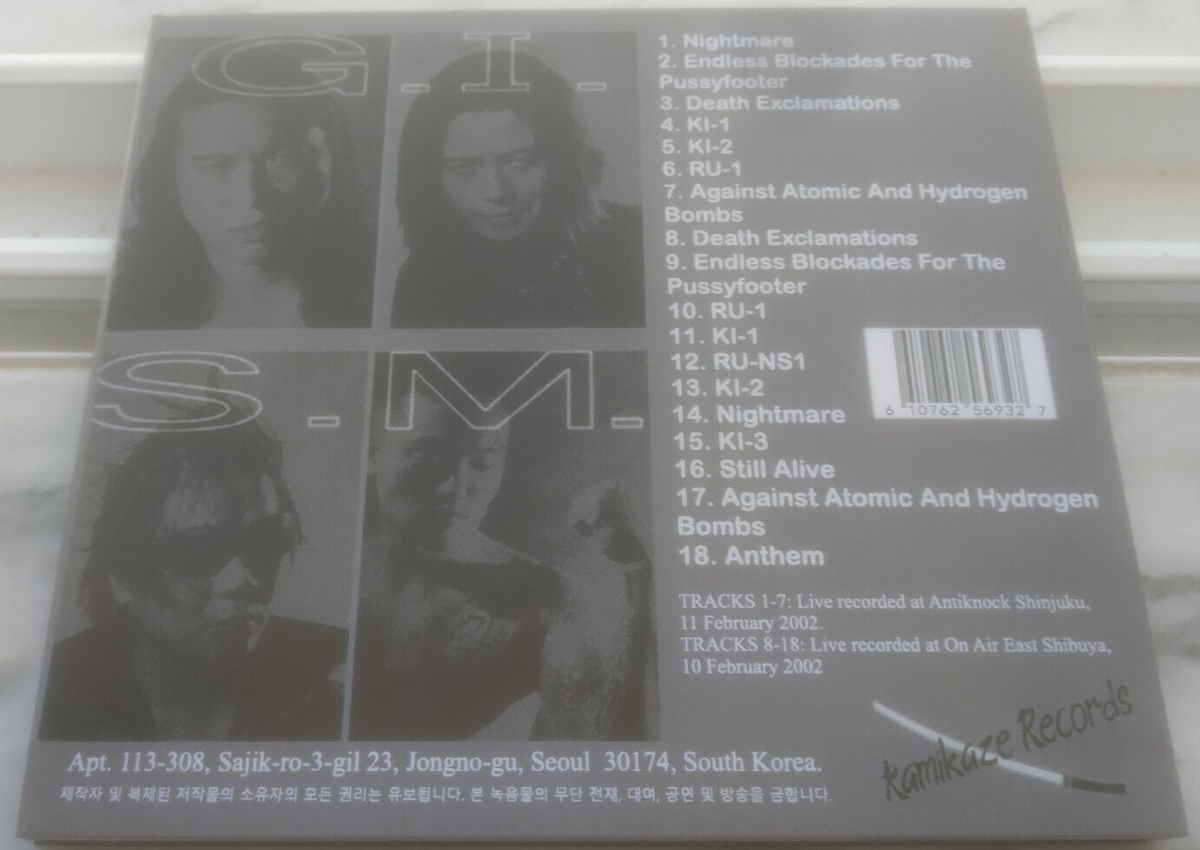 G.I.
S.M.
1. Nightmare
2. Endless Blockades For The
Pussyfooter
3. Death Exclamations
4. KI-1
5. KI-2
6. RU-1
7. Against Atomic And Hydrogen
Bombs
8. Death Exclamations
9. Endless Blockades For The
Pussyfooter
10. RU-1
11. KI-1
12. RU-NS1
13. KI-2
14. Nightmare
15. KI-3
16. Still Alive
17. Against Atomic And Hydrogen
Bombs
18. Anthem
6 10762 56932 7
TRACKS 1-7: Live recorded at Antiknock Shinjuku,
11 February 2002.
TRACKS 8-18: Live recorded at On Air East Shibuya,
10 February 2002
kamikaze Records
Apt. 113-308, Sajik-ro-3-gil 23, Jongno-gu, Seoul 30174, South Korea.
제작자 및 복제된 저작물의 소유자의 모든 권리는 유보됩니다. 본 녹음물의 무단 전재, 대여, 공연 및 방송을 금합니다.